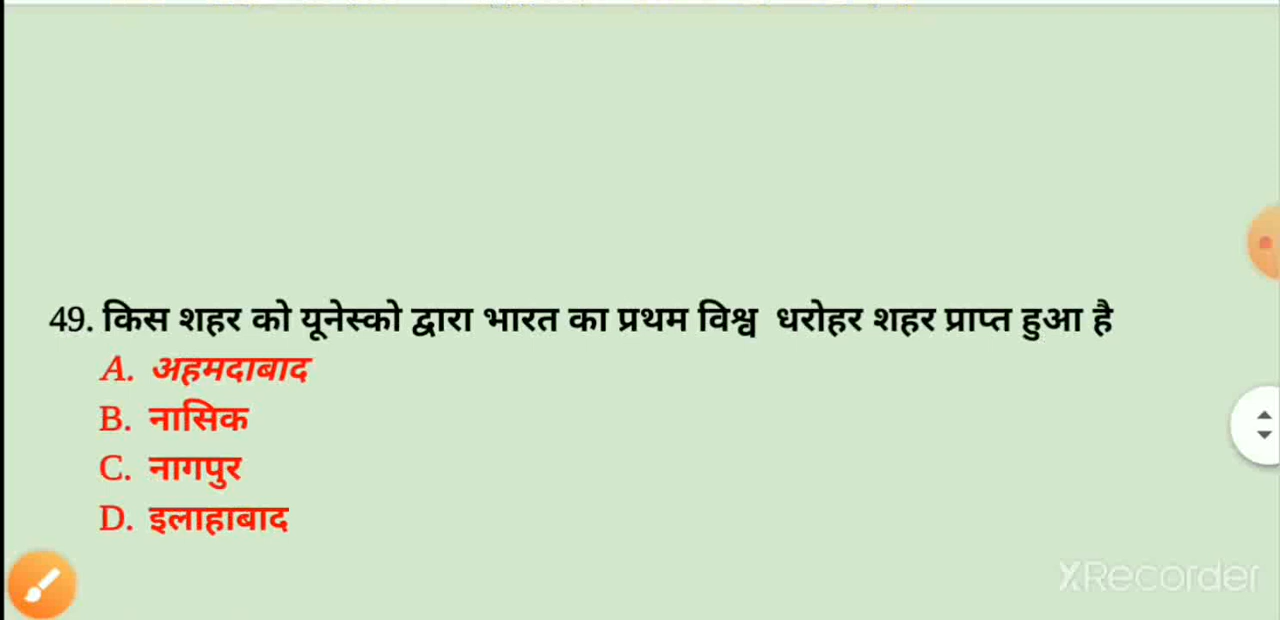 49. किस शहर को यूनेस्को द्वारा भारत का प्रथम विश्व धरोहर शहर प्राप्त हुआ है
A. अहमदाबाद
B. नासिक
C. नागपुर
D. इलाहाबाद
XRecorder